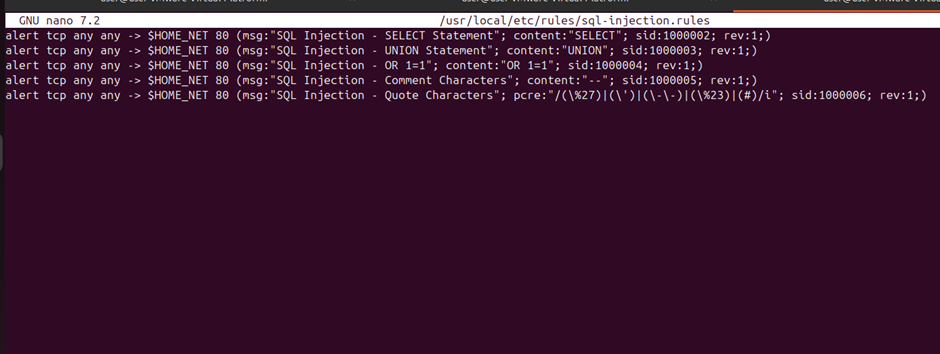 GNU nano 7.2 /usr/local/etc/rules/sql-injection.rules
alert tcp any any -> $HOME_NET 80 (msg:"SQL Injection - SELECT Statement"; content:"SELECT"; sid:1000002; rev:1;)
alert tcp any any -> $HOME_NET 80 (msg:"SQL Injection - UNION Statement"; content:"UNION"; sid:1000003; rev:1;)
alert tcp any any -> $HOME_NET 80 (msg:"SQL Injection - OR 1=1"; content:"OR 1=1"; sid:1000004; rev:1;)
alert tcp any any -> $HOME_NET 80 (msg:"SQL Injection - Comment Characters"; content:"--"; sid:1000005; rev:1;)
alert tcp any any -> $HOME_NET 80 (msg:"SQL Injection - Quote Characters"; pcre:"/(\%27)|(\')|(\-\-)|(\%23)|(#)/i"; sid:1000006; rev:1;)